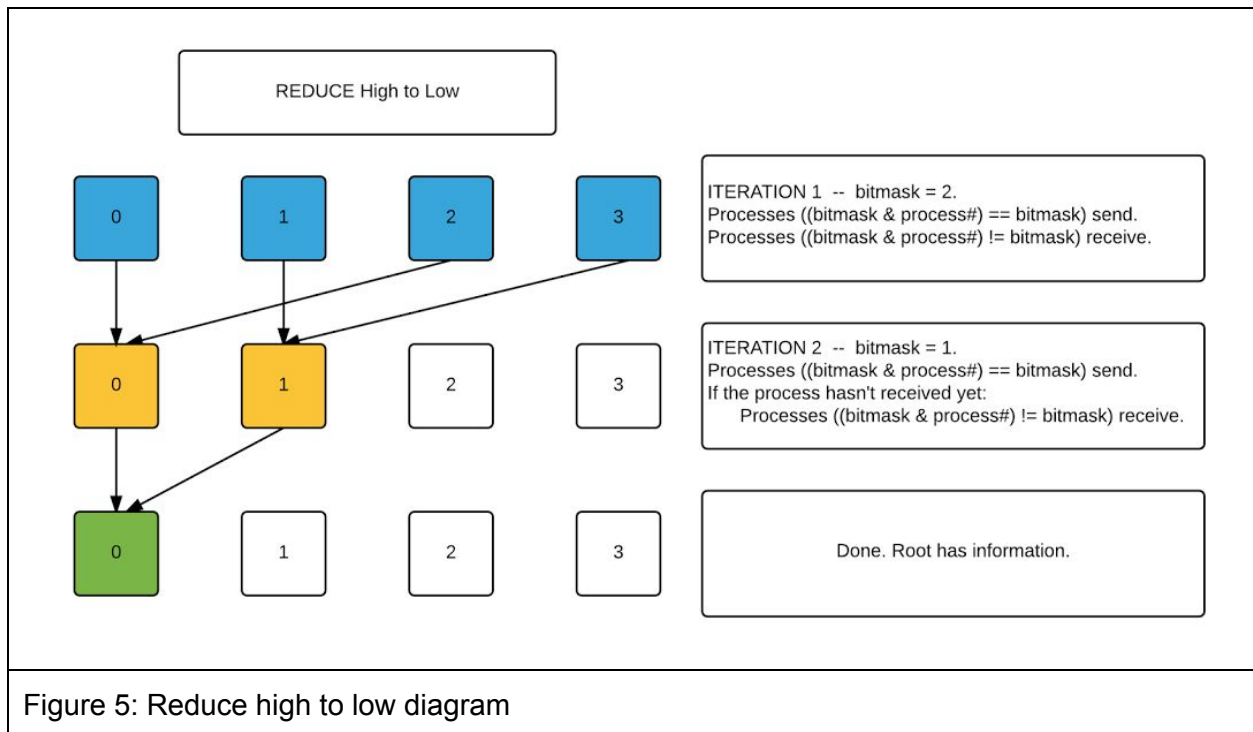 REDUCE High to Low
0 1 2 3
ITERATION 1 -- bitmask = 2.
Processes ((bitmask & process#) == bitmask) send.
Processes ((bitmask & process#) != bitmask) receive.
0 1 2 3
ITERATION 2 -- bitmask = 1.
Processes ((bitmask & process#) == bitmask) send.
If the process hasn't received yet:
Processes ((bitmask & process#) != bitmask) receive.
0 1 2 3
Done. Root has information.
Figure 5: Reduce high to low diagram